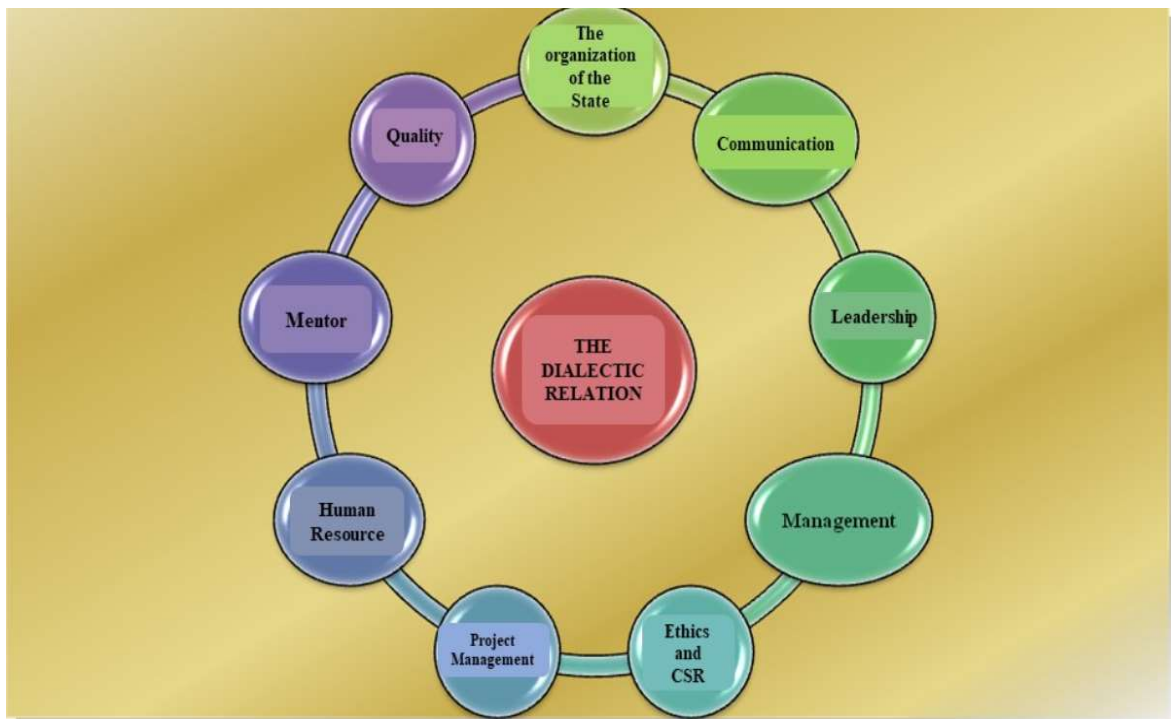 The
organization
of the
State
Communication
Leadership
Management
Ethics
and
CSR
Project
Management
Human
Resource
Mentor
Quality
THE
DIALECTIC
RELATION